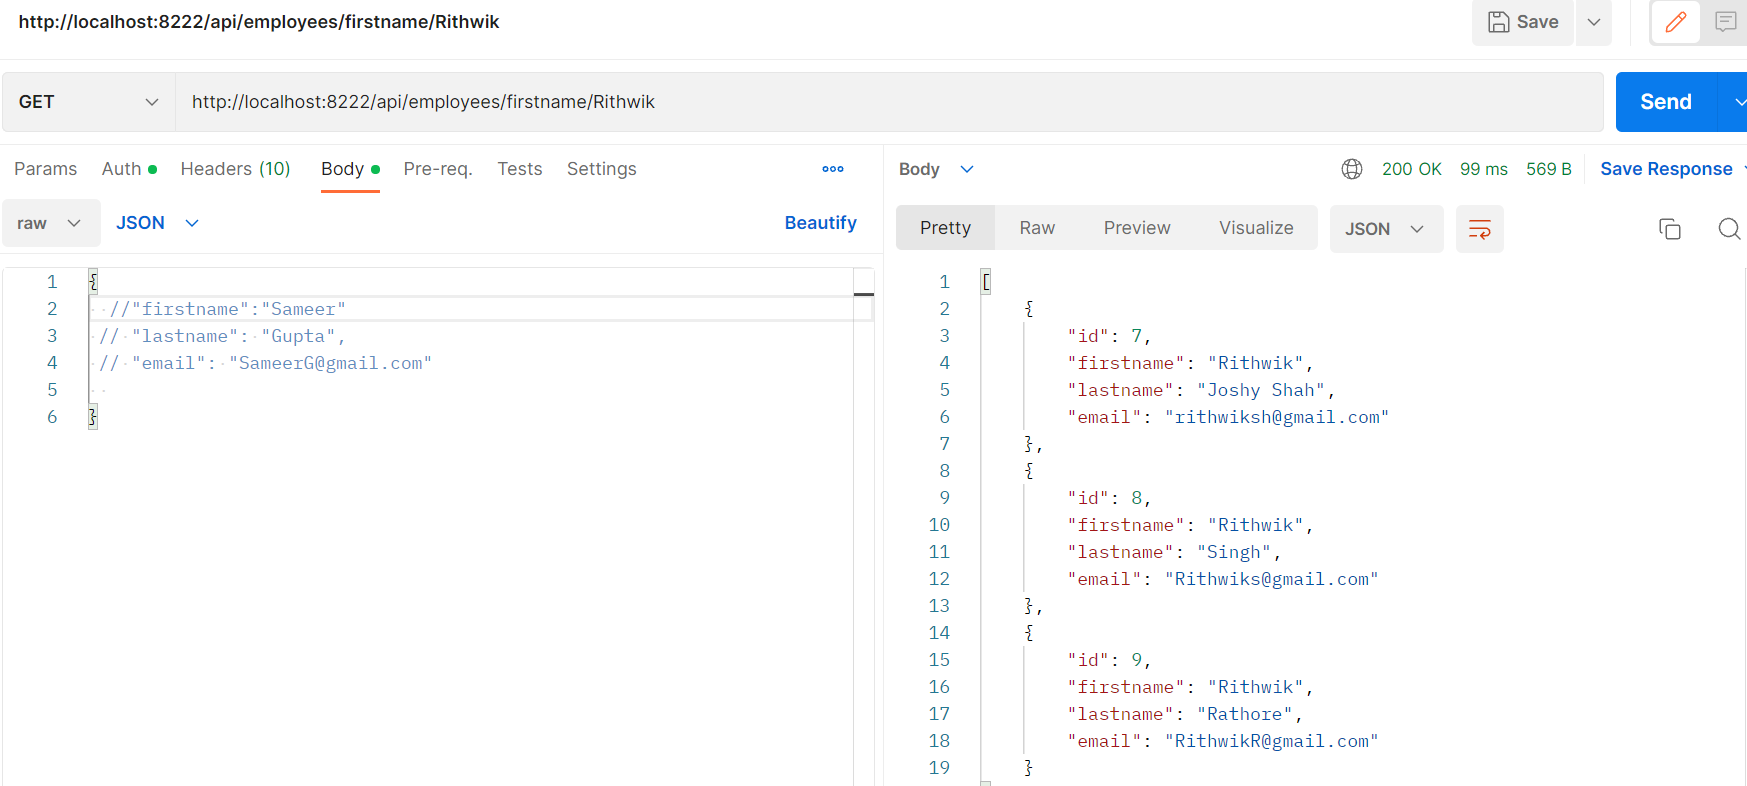 http://localhost:8222/api/employees/firstname/Rithwik
Save
GET
http://localhost:8222/api/employees/firstname/Rithwik
Send
Params Auth Headers (10) Body Pre-req. Tests Settings
raw JSON Beautify
1 {
2 //"firstname":"Sameer"
3 // "lastname": "Gupta",
4 // "email": "SameerG@gmail.com"
5
6 }
Body 200 OK 99 ms 569 B Save Response
Pretty Raw Preview Visualize JSON
1 [
2 {
3 "id": 7,
4 "firstname": "Rithwik",
5 "lastname": "Joshy Shah",
6 "email": "rithwiksh@gmail.com"
7 },
8 {
9 "id": 8,
10 "firstname": "Rithwik",
11 "lastname": "Singh",
12 "email": "Rithwiks@gmail.com"
13 },
14 {
15 "id": 9,
16 "firstname": "Rithwik",
17 "lastname": "Rathore",
18 "email": "RithwikR@gmail.com"
19 }